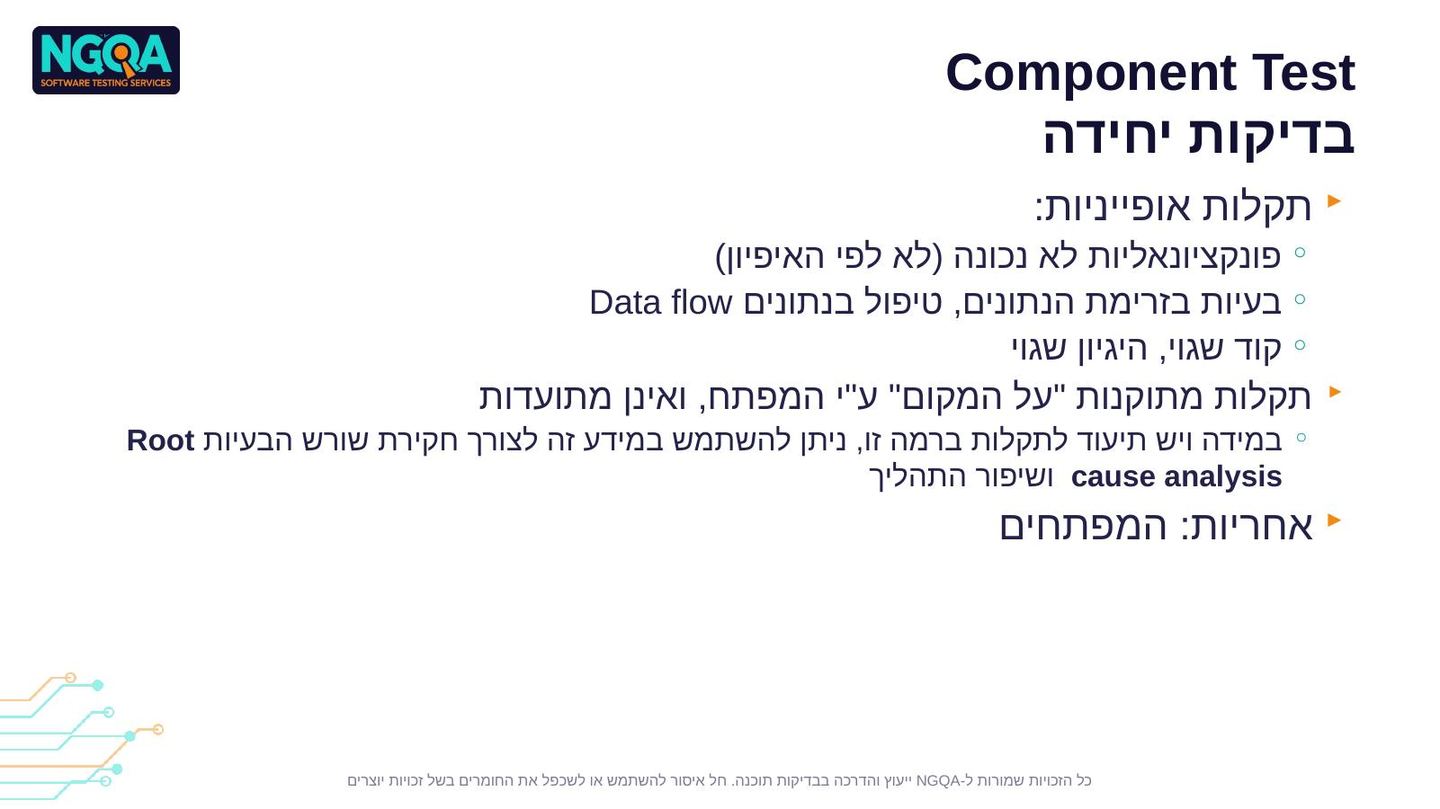 NGQA
SOFTWARE TESTING SERVICES
Component Test
בדיקות יחידה
תקלות אופייניות:
פונקציונאליות לא נכונה (לא לפי האיפיון)
בעיות בזרימת הנתונים, טיפול בנתונים Data flow
קוד שגוי, היגיון שגוי
תקלות מתוקנות "על המקום" ע"י המפתח, ואינן מתועדות
במידה ויש תיעוד לתקלות ברמה זו, ניתן להשתמש במידע זה לצורך חקירת שורש הבעיות Root
cause analysis ושיפור התהליך
אחריות: המפתחים
כל הזכויות שמורות ל-NGQA ייעוץ והדרכה בבדיקות תוכנה. חל איסור להשתמש או לשכפל את החומרים בשל זכויות יוצרים